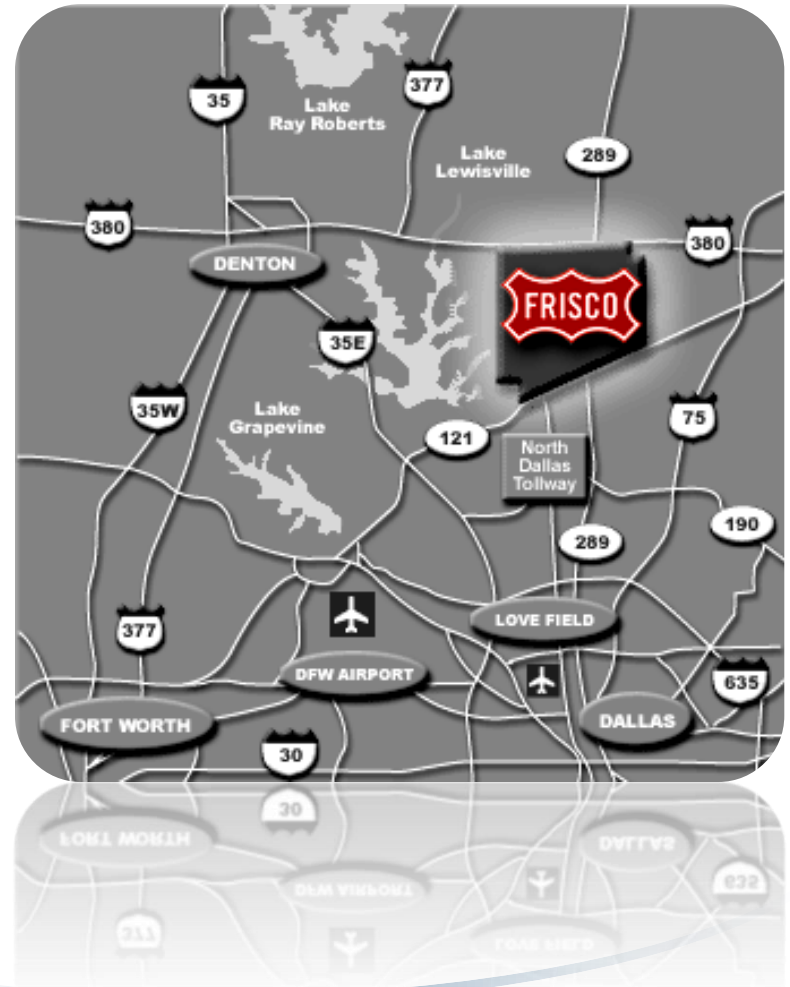 35
377
Lake
Ray Roberts
289
Lake
Lewisville
380
380
DENTON
FRISCO
35E
35W
Lake
Grapevine
75
121
North
Dallas
Tollway
190
289
377
LOVE FIELD
DFW AIRPORT
635
FORT WORTH
DALLAS
30